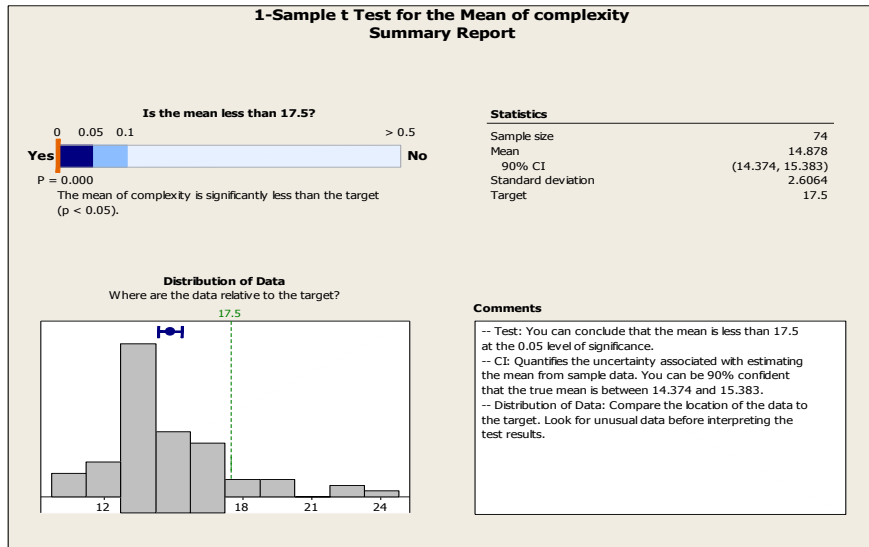 1-Sample t Test for the Mean of complexity
Summary Report
Is the mean less than 17.5?
0 0.05 0.1 > 0.5
Yes No
P = 0.000
The mean of complexity is significantly less than the target
(p < 0.05).
Statistics
Sample size 74
Mean 14.878
90% CI (14.374, 15.383)
Standard deviation 2.6064
Target 17.5
Distribution of Data
Where are the data relative to the target?
17.5
12 18 21 24
Comments
-- Test: You can conclude that the mean is less than 17.5
at the 0.05 level of significance.
-- CI: Quantifies the uncertainty associated with estimating
the mean from sample data. You can be 90% confident
that the true mean is between 14.374 and 15.383.
-- Distribution of Data: Compare the location of the data to
the target. Look for unusual data before interpreting the
test results.